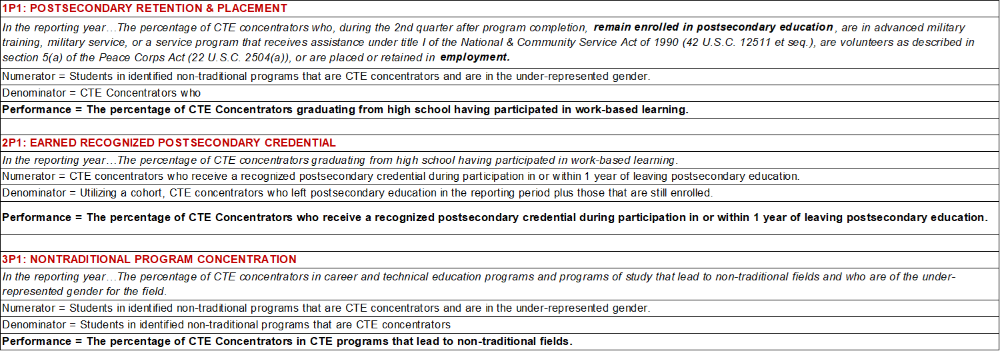 1P1: POSTSECONDARY RETENTION & PLACEMENT
In the reporting year…The percentage of CTE concentrators who, during the 2nd quarter after program completion, remain enrolled in postsecondary education, are in advanced military
training, military service, or a service program that receives assistance under title I of the National & Community Service Act of 1990 (42 U.S.C. 12511 et seq.), are volunteers as described in
section 5(a) of the Peace Corps Act (22 U.S.C. 2504(a)), or are placed or retained in employment.
Numerator = Students in identified non-traditional programs that are CTE concentrators and are in the under-represented gender.
Denominator = CTE Concentrators who
Performance = The percentage of CTE Concentrators graduating from high school having participated in work-based learning.
2P1: EARNED RECOGNIZED POSTSECONDARY CREDENTIAL
In the reporting year…The percentage of CTE concentrators graduating from high school having participated in work-based learning.
Numerator = CTE concentrators who receive a recognized postsecondary credential during participation in or within 1 year of leaving postsecondary education.
Denominator = Utilizing a cohort, CTE concentrators who left postsecondary education in the reporting period plus those that are still enrolled.
Performance = The percentage of CTE Concentrators who receive a recognized postsecondary credential during participation in or within 1 year of leaving postsecondary education.
3P1: NONTRADITIONAL PROGRAM CONCENTRATION
In the reporting year…The percentage of CTE concentrators in career and technical education programs and programs of study that lead to non-traditional fields and who are of the under-
represented gender for the field.
Numerator = Students in identified non-traditional programs that are CTE concentrators and are in the under-represented gender.
Denominator = Students in identified non-traditional programs that are CTE concentrators
Performance = The percentage of CTE Concentrators in CTE programs that lead to non-traditional fields.